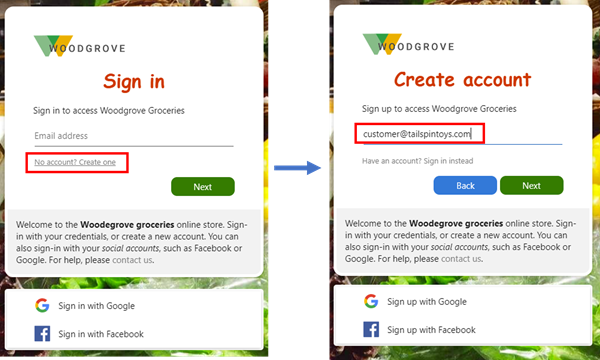 WOODGROVE
Sign in
Sign in to access Woodgrove Groceries
Email address
No account? Create one
Next
Welcome to the Woodegrove groceries online store. Sign-
in with your credentials, or create a new account. You can
also sign-in with your social accounts, such as Facebook or
Google. For help, please contact us.
Sign in with Google
Sign in with Facebook
WOODGROVE
Create account
Sign up to access Woodgrove Groceries
customer@tailspintoys.com
Have an account? Sign in instead
Back
Next
Welcome to the Woodegrove groceries online store. Sign-
in with your credentials, or create a new account. You can
also sign-in with your social accounts, such as Facebook or
Google. For help, please contact us.
Sign up with Google
Sign up with Facebook